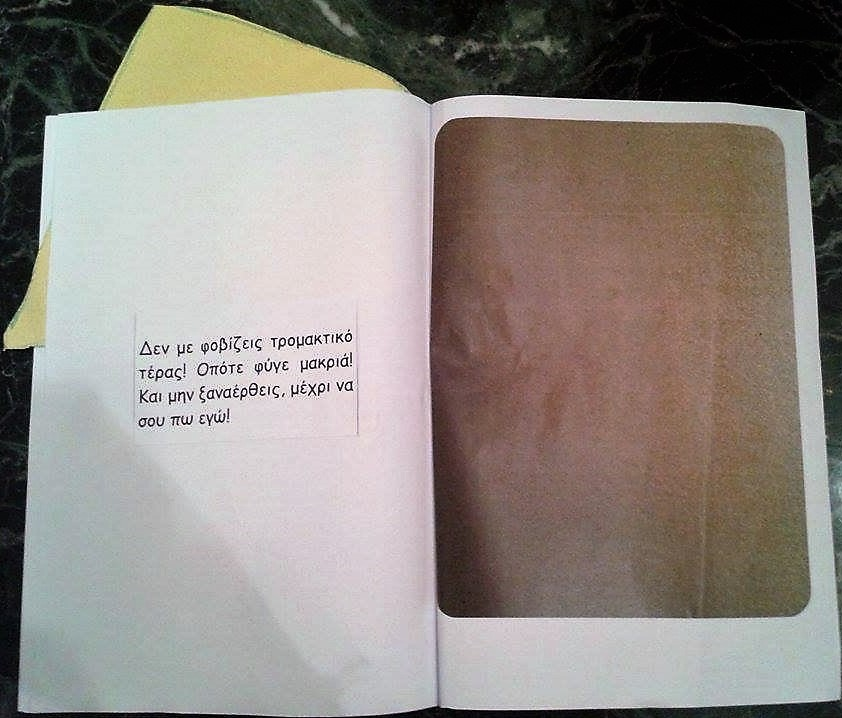 Δεν με φοβίζεις τρομακτικό
τέρας! Οπότε φύγε μακριά!
Και μην ξαναέρθεις, μέχρι να
σου πω εγώ!